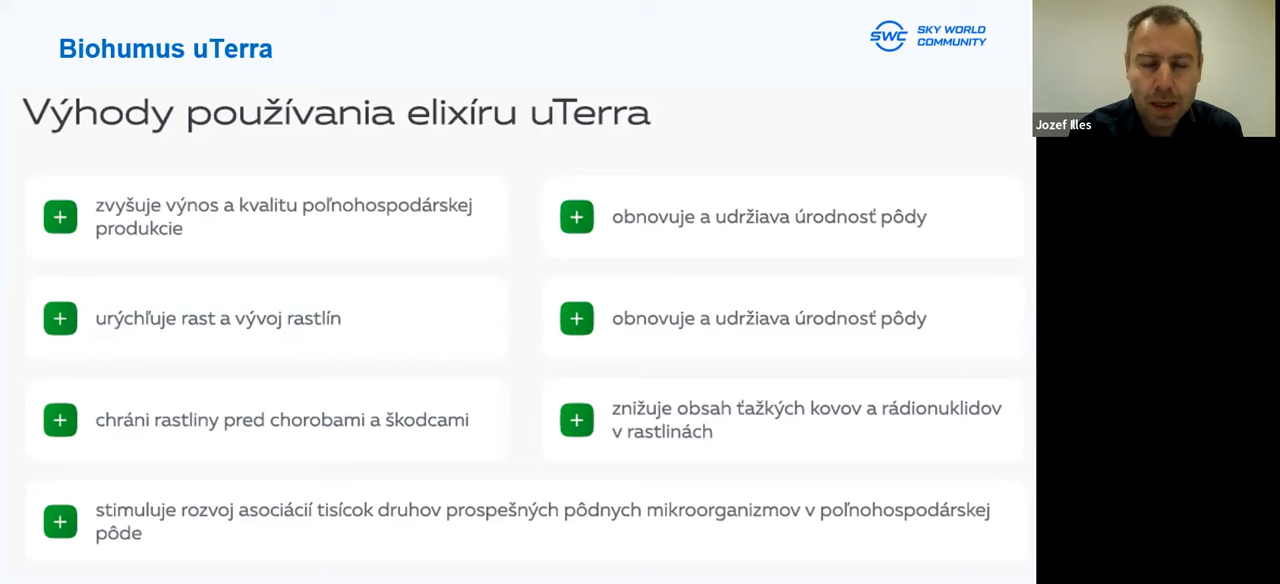 Biohumus uTerra
SWC
SKY WORLD
COMMUNITY
Jozef Illes
Výhody používania elixíru uTerra
zvyšuje výnos a kvalitu poľnohospodárskej
produkcie
obnovuje a udržiava úrodnosť pôdy
urýchľuje rast a vývoj rastlín
obnovuje a udržiava úrodnosť pôdy
chráni rastliny pred chorobami a škodcami
znižuje obsah ťažkých kovov a rádionuklidov
v rastlinách
stimuluje rozvoj asociácií tisícok druhov prospešných pôdnych mikroorganizmov v poľnohospodárskej
pôde